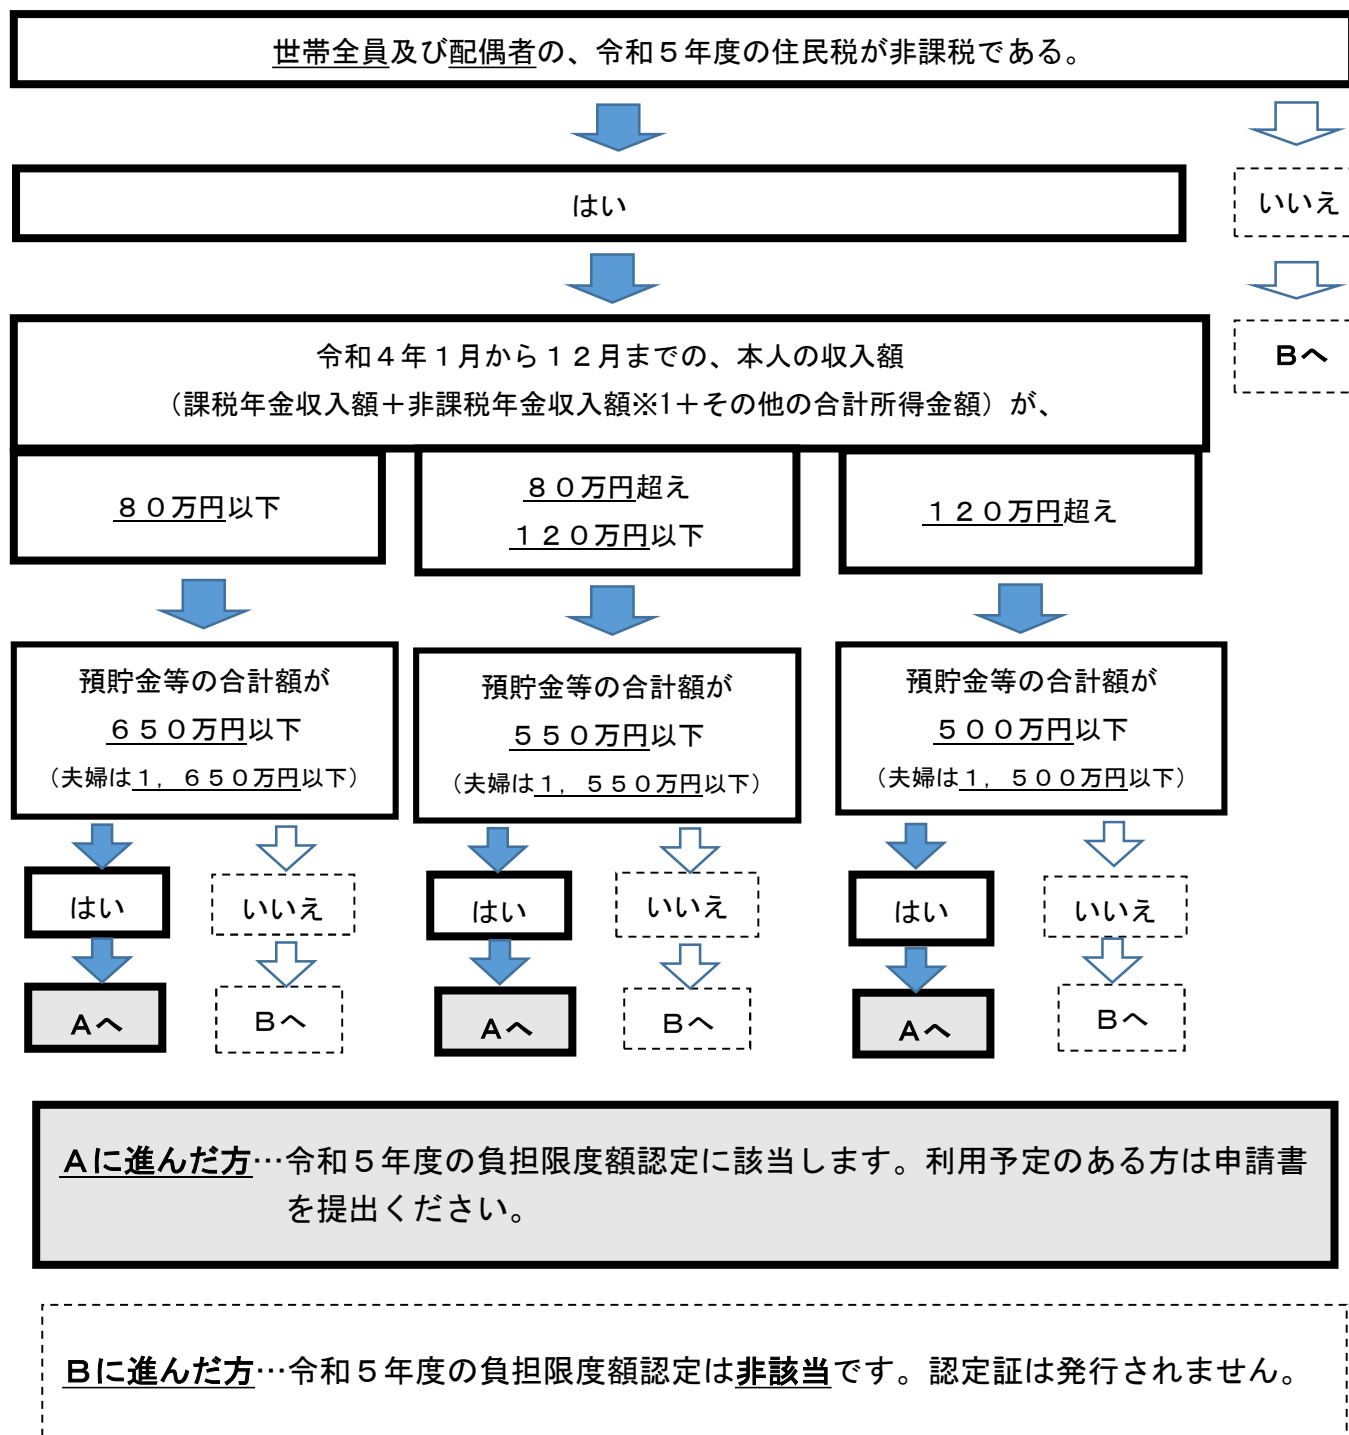 世帯全員及び配偶者の、令和５年度の住民税が非課税である。
はい
いいえ
Ｂへ
令和４年１月から１２月までの、本人の収入額
（課税年金収入額＋非課税年金収入額※1＋その他の合計所得金額）が、
８０万円以下
８０万円超え
１２０万円以下
１２０万円超え
預貯金等の合計額が
６５０万円以下
（夫婦は１，６５０万円以下）
預貯金等の合計額が
５５０万円以下
（夫婦は１，５５０万円以下）
預貯金等の合計額が
５００万円以下
（夫婦は１，５００万円以下）
はい
いいえ
はい
いいえ
はい
いいえ
Ａへ
Ｂへ
Ａへ
Ｂへ
Ａへ
Ｂへ
Ａに進んだ方…令和５年度の負担限度額認定に該当します。利用予定のある方は申請書
を提出ください。
Ｂに進んだ方…令和５年度の負担限度額認定は非該当です。認定証は発行されません。